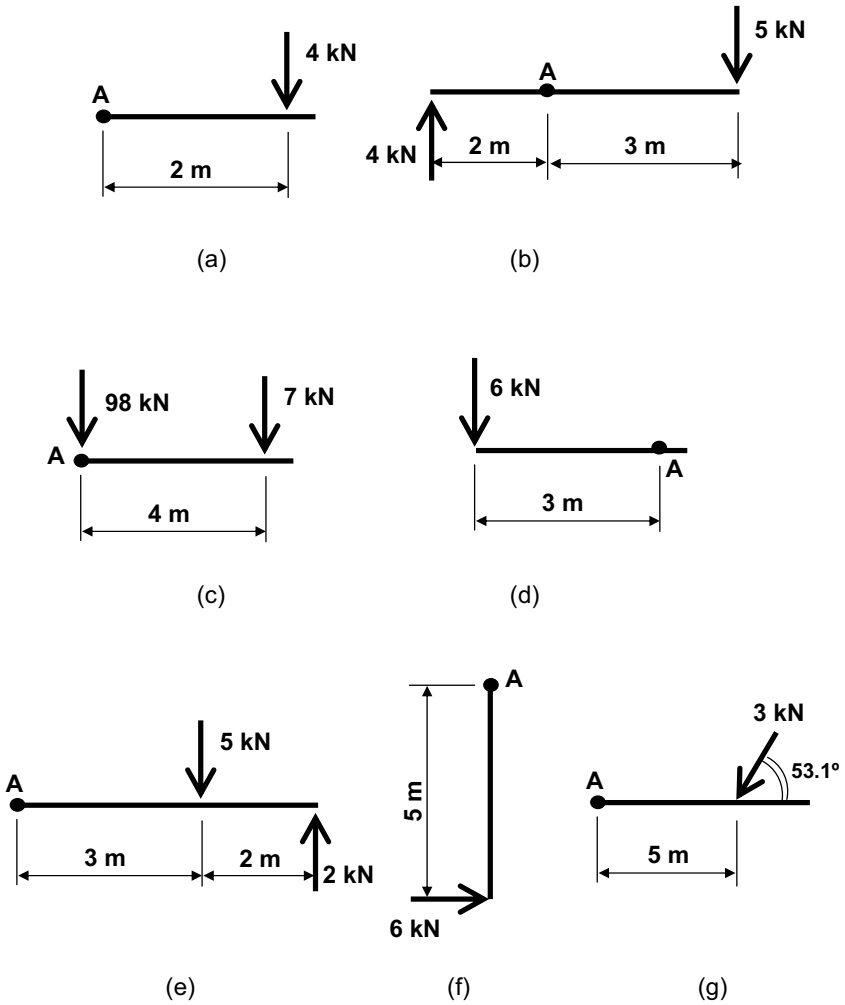 4 kN
A
2 m
(a)
5 kN
A
4 kN
2 m
3 m
(b)
98 kN
7 kN
A
4 m
(c)
6 kN
A
3 m
(d)
5 kN
A
3 m
2 m
2 kN
(e)
A
5 m
6 kN
(f)
3 kN
53.1º
A
5 m
(g)